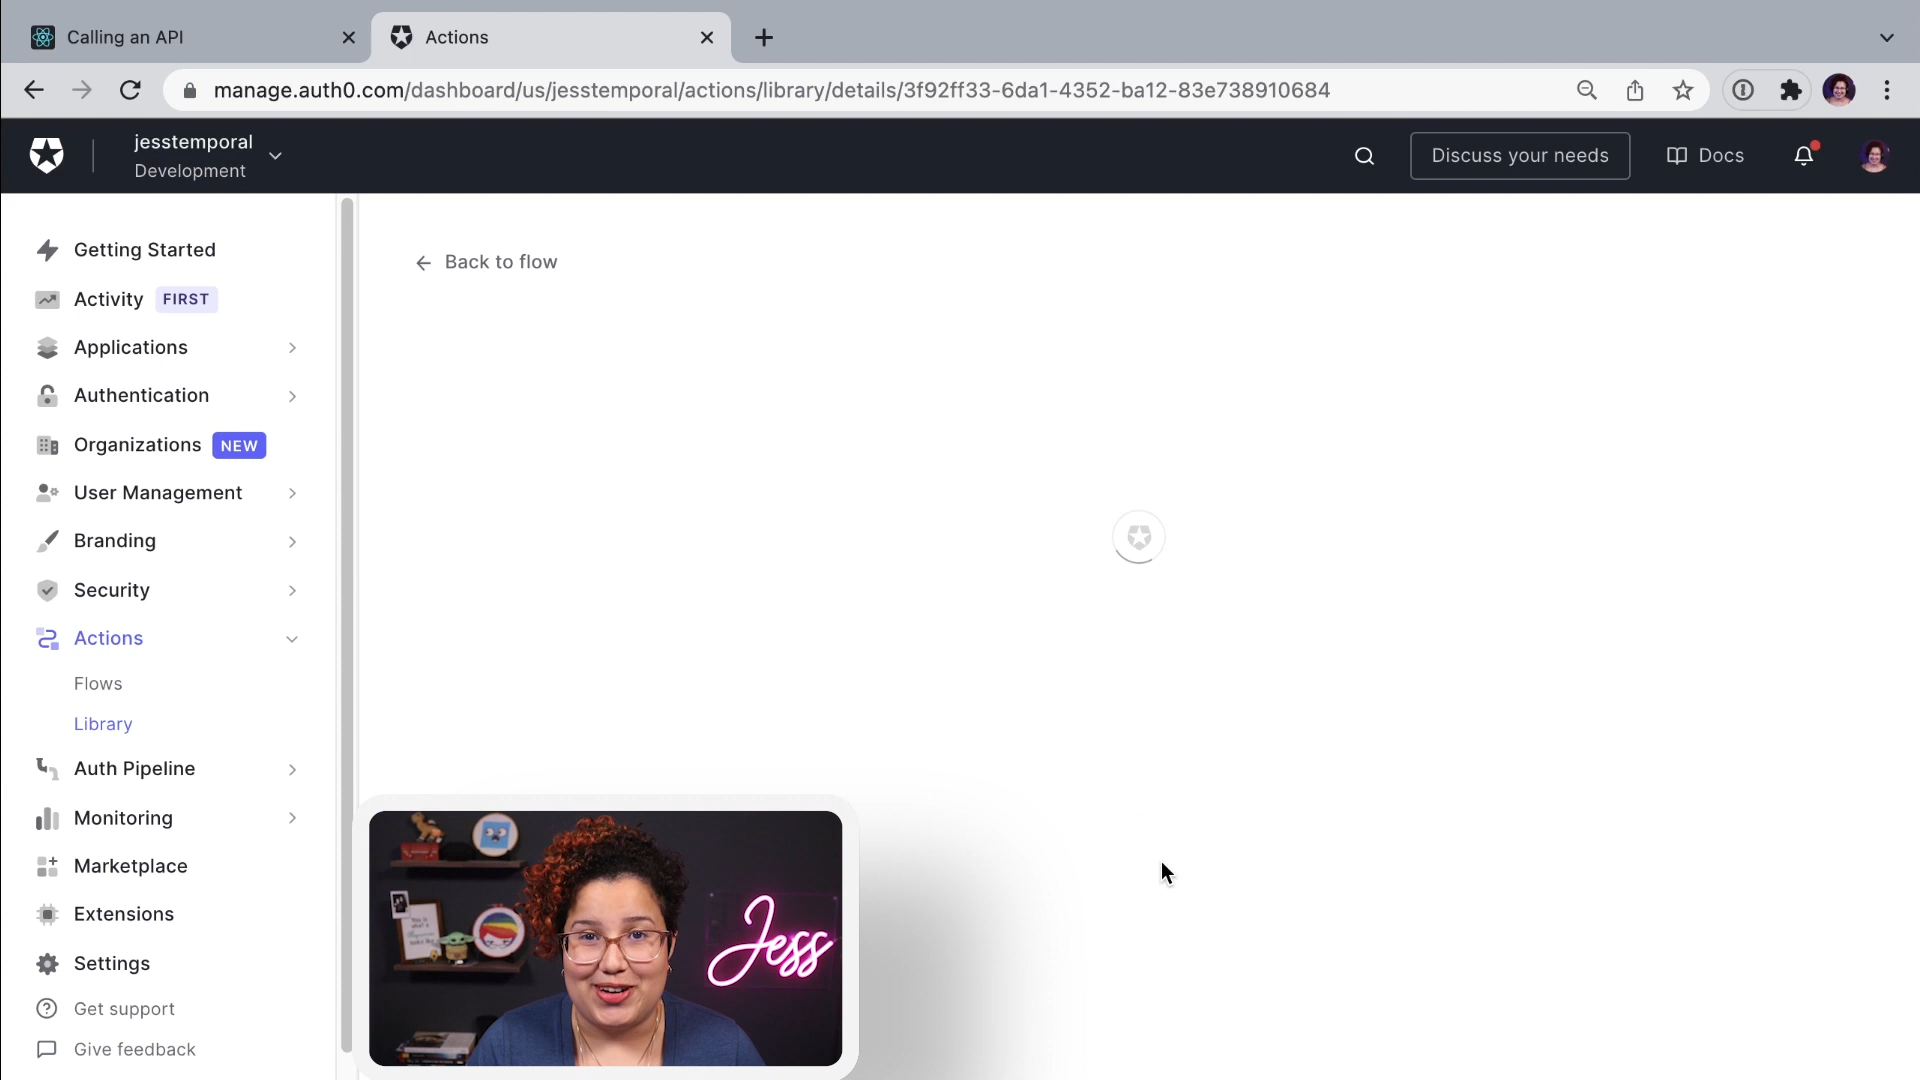 Calling an API
Actions
manage.auth0.com/dashboard/us/jesstemporal/actions/library/details/3f92ff33-6da1-4352-ba12-83e738910684
jesstemporal
Development
Discuss your needs
Docs
Getting Started
Activity FIRST
Applications
Authentication
Organizations NEW
User Management
Branding
Security
Actions
Flows
Library
Auth Pipeline
Monitoring
Marketplace
Extensions
Settings
Get support
Give feedback
Back to flow
Jess